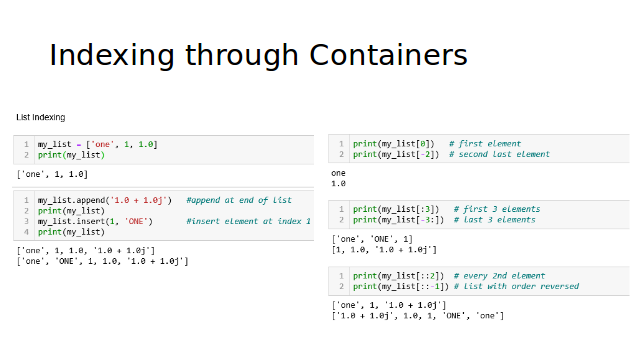 Indexing through Containers
List Indexing
1 my_list = ['one', 1, 1.0]
2 print(my_list)
['one', 1, 1.0]
1 my_list.append('1.0 + 1.0j') #append at end of list
2 print(my_list)
3 my_list.insert(1, 'ONE') #insert element at index 1
4 print(my_list)
['one', 1, 1.0, '1.0 + 1.0j']
['one', 'ONE', 1, 1.0, '1.0 + 1.0j']
1 print(my_list[0]) # first element
2 print(my_list[-2]) # second last element
one
1.0
1 print(my_list[:3]) # first 3 elements
2 print(my_list[-3:]) # last 3 elements
['one', 'ONE', 1]
[1, 1.0, '1.0 + 1.0j']
1 print(my_list[::2]) # every 2nd element
2 print(my_list[::-1]) # list with order reversed
['one', 1, '1.0 + 1.0j']
['1.0 + 1.0j', 1.0, 1, 'ONE', 'one']